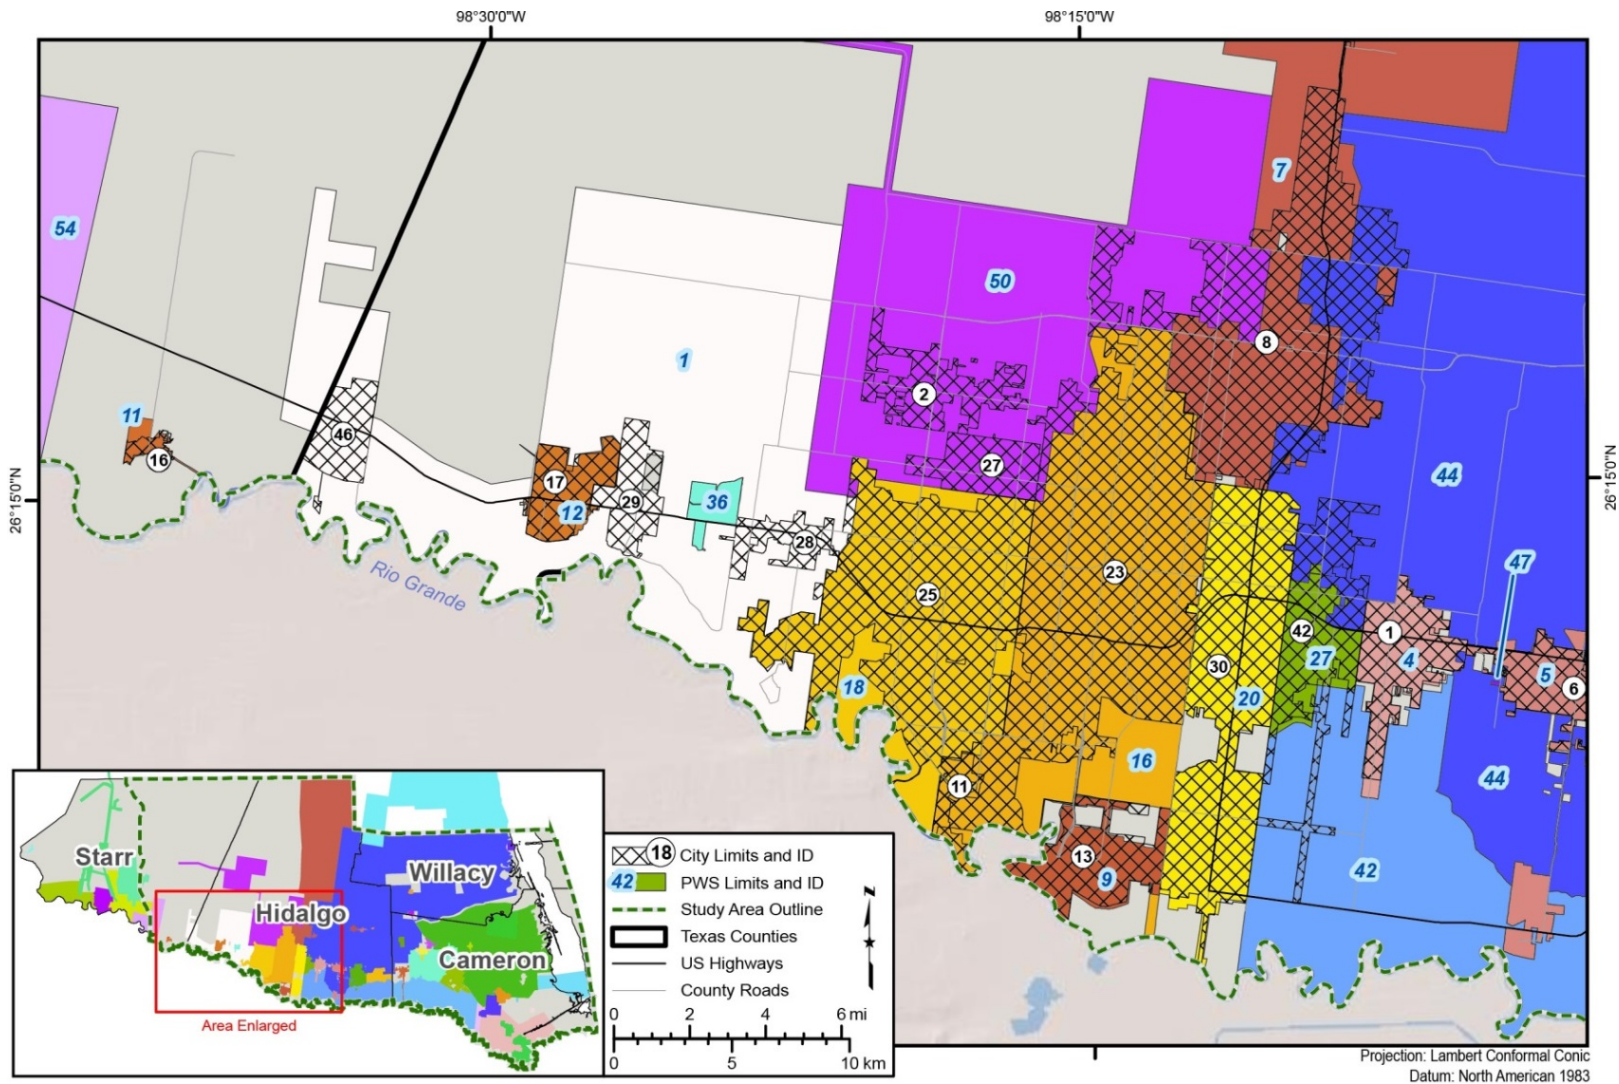 98°30'0"W
98°15'0"W
7
54
50
1
8
2
11
46
16
27
44
26°15'0"N
26°15'0"N
17
12
29
36
28
47
Rio Grande
23
25
42
1
27
4
5
6
30
20
18
16
44
11
13
9
42
Starr
Willacy
Hidalgo
Cameron
Area Enlarged
18 City Limits and ID
42 PWS Limits and ID
Study Area Outline
Texas Counties
US Highways
County Roads
N
0 2 4 6 mi
0 5 10 km
Projection: Lambert Conformal Conic
Datum: North American 1983